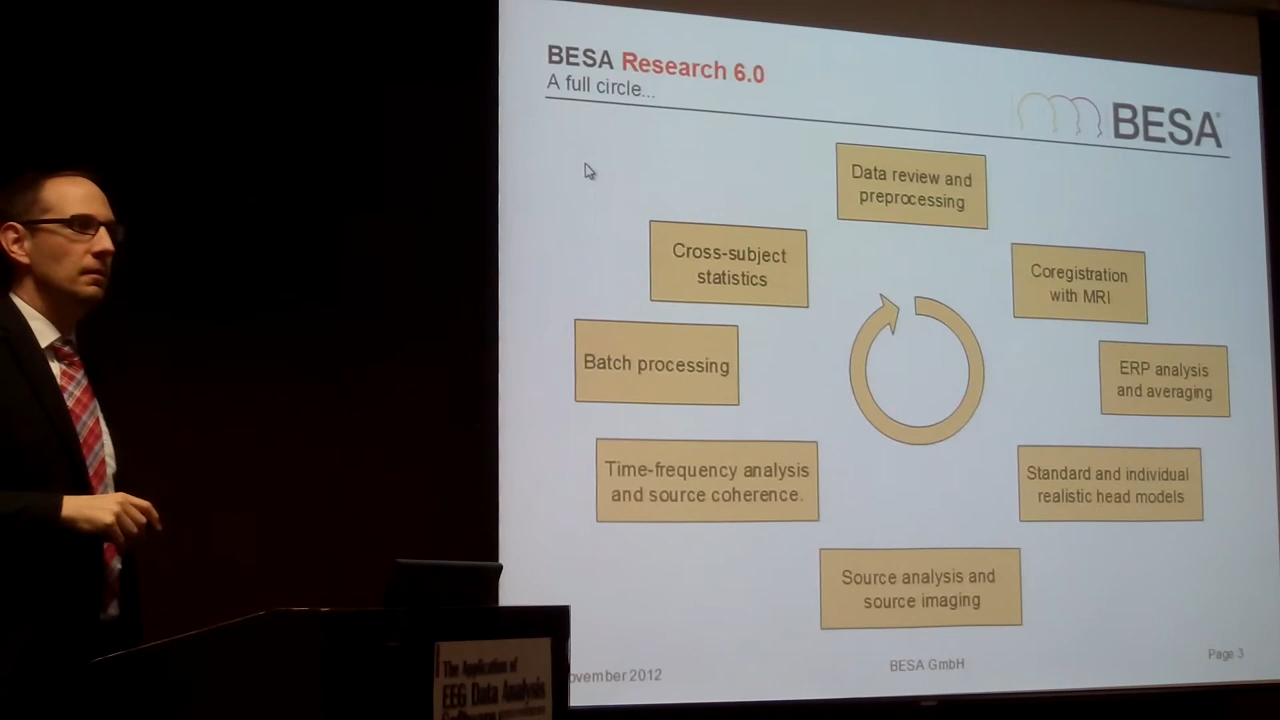 BESA Research 6.0
A full circle...
BESA
Data review and
preprocessing
Coregistration
with MRI
ERP analysis
and averaging
Standard and individual
realistic head models
Source analysis and
source imaging
Time-frequency analysis
and source coherence.
Batch processing
Cross-subject
statistics
ovember 2012
BESA GmbH
Page 3
The Application of
EEG Data Analysis